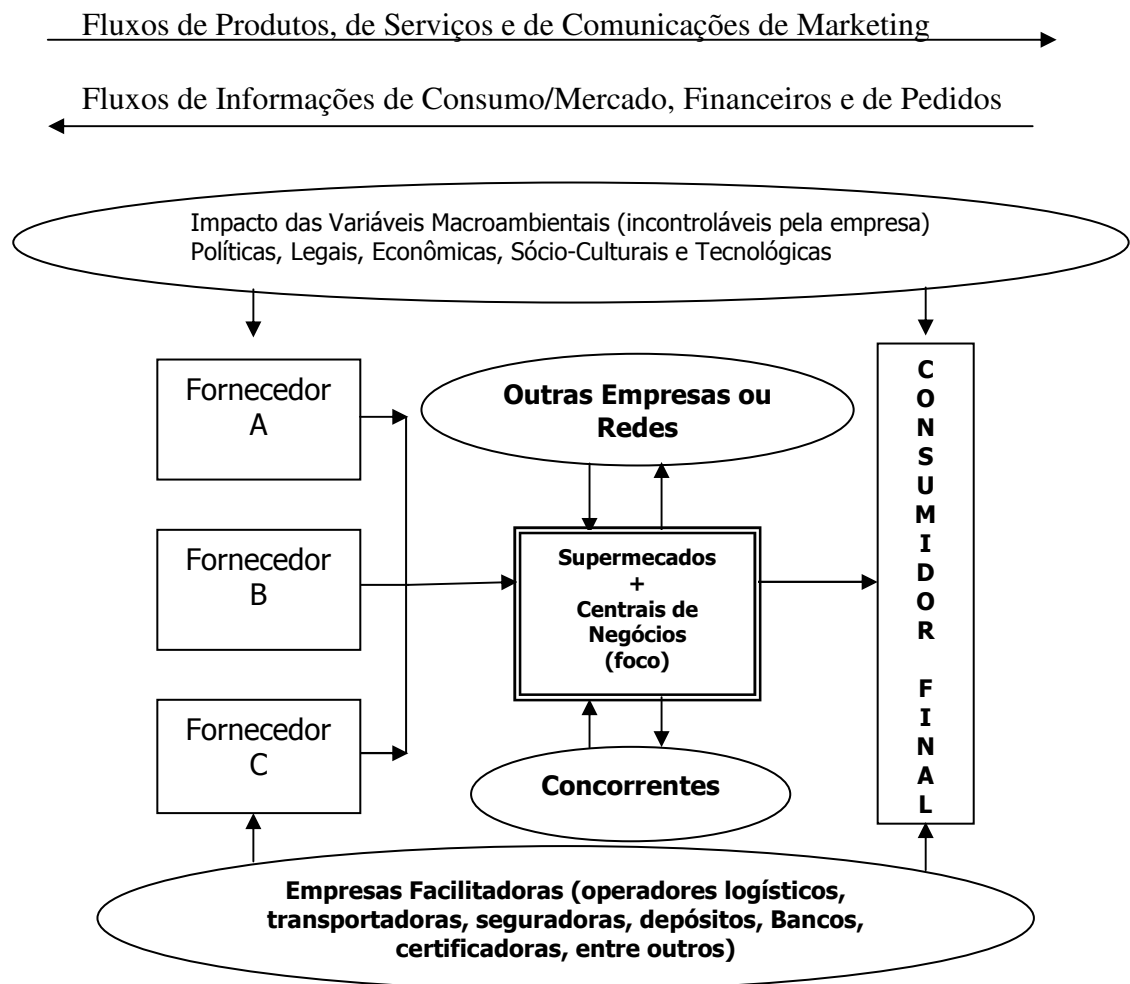 Fluxos de Produtos, de Serviços e de Comunicações de Marketing
Fluxos de Informações de Consumo/Mercado, Financeiros e de Pedidos
Impacto das Variáveis Macroambientais (incontroláveis pela empresa)
Políticas, Legais, Econômicas, Sócio-Culturais e Tecnológicas
Fornecedor
A
Outras Empresas ou
Redes
Fornecedor
B
Supermecados
+
Centrais de
Negócios
(foco)
Fornecedor
C
Concorrentes
C
O
N
S
U
M
I
D
O
R
F
I
N
A
L
Empresas Facilitadoras (operadores logísticos,
transportadoras, seguradoras, depósitos, Bancos,
certificadoras, entre outros)